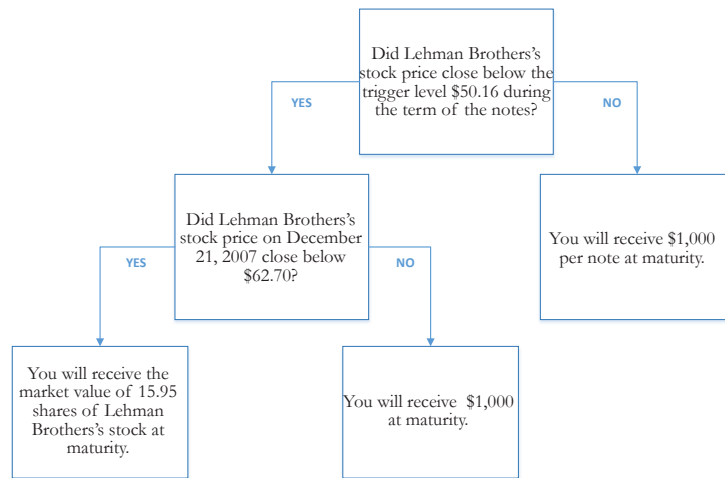 Did Lehman Brothers's
stock price close below the
trigger level $50.16 during
the term of the notes?
YES
NO
Did Lehman Brothers's
stock price on December
21, 2007 close below
$62.70?
You will receive $1,000
per note at maturity.
YES
NO
You will receive the
market value of 15.95
shares of Lehman
Brothers's stock at
maturity.
You will receive $1,000
at maturity.